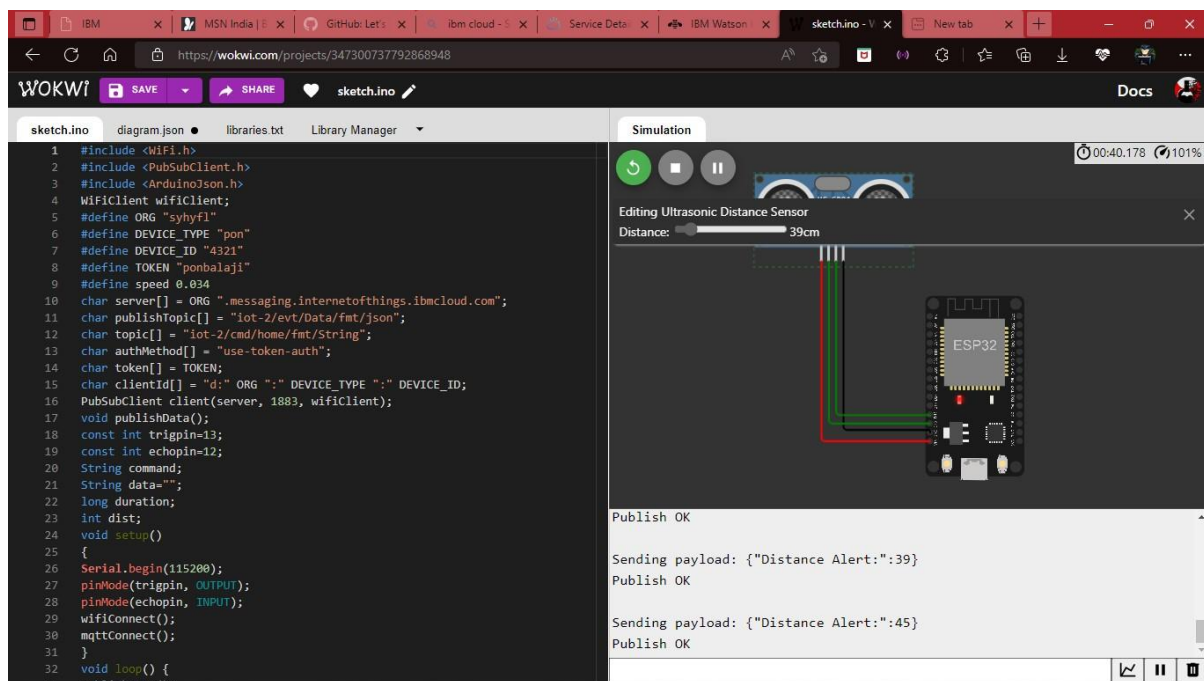 IBM
MSN India | E
GitHub: Let's
ibm cloud - S
Service Deta
IBM Watson
sketch.ino - V
New tab
https://wokwi.com/projects/347300737792868948
WOKWI
SAVE
SHARE
sketch.ino
Docs
sketch.ino
diagram.json
libraries.txt
Library Manager
1 #include <WiFi.h>
2 #include <PubSubClient.h>
3 #include <ArduinoJson.h>
4 WiFiClient wifiClient;
5 #define ORG "syhyfl"
6 #define DEVICE_TYPE "pon"
7 #define DEVICE_ID "4321"
8 #define TOKEN "ponbalaji"
9 #define speed 0.034
10 char server[] = ORG ".messaging.internetofthings.ibmcloud.com";
11 char publishTopic[] = "iot-2/evt/Data/fmt/json";
12 char topic[] = "iot-2/cmd/home/fmt/String";
13 char authMethod[] = "use-token-auth";
14 char token[] = TOKEN;
15 char clientId[] = "d:" ORG ":" DEVICE_TYPE ":" DEVICE_ID;
16 PubSubClient client(server, 1883, wifiClient);
17 void publishData();
18 const int trigpin=13;
19 const int echopin=12;
20 String command;
21 String data="";
22 long duration;
23 int dist;
24 void setup()
25 {
26 Serial.begin(115200);
27 pinMode(trigpin, OUTPUT);
28 pinMode(echopin, INPUT);
29 wifiConnect();
30 mqttConnect();
31 }
32 void loop() {
Simulation
00:40.178 101%
Editing Ultrasonic Distance Sensor
Distance: 39cm
ESP32
Publish OK
Sending payload: {"Distance Alert:":39}
Publish OK
Sending payload: {"Distance Alert:":45}
Publish OK